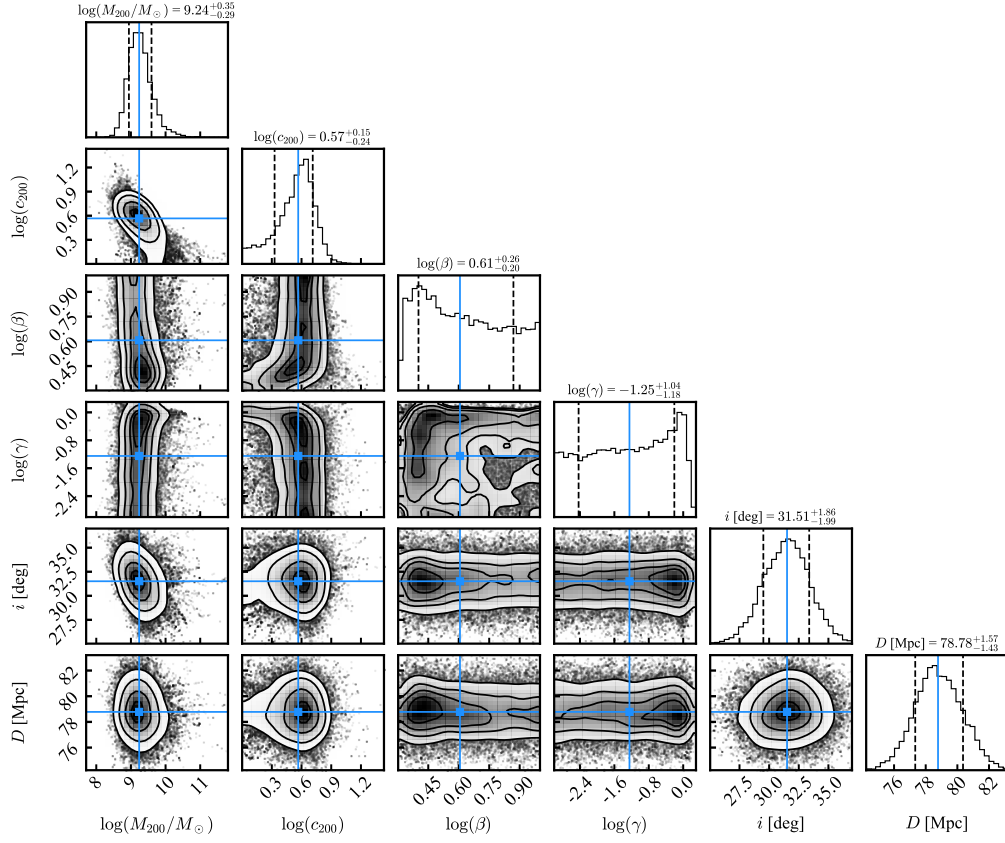 log(M₂₀₀/M⊙) = 9.24 +0.35 −0.29
log(c₂₀₀) = 0.57 +0.15 −0.24
log(c₂₀₀)
1.2
0.9
0.6
0.3
log(β) = 0.61 +0.26 −0.20
log(β)
0.90
0.75
0.60
0.45
log(γ) = −1.25 +1.04 −1.18
log(γ)
0.0
-0.8
-1.6
-2.4
i [deg] = 31.51 +1.86 −1.99
i [deg]
35.0
32.5
30.0
27.5
D [Mpc] = 78.78 +1.57 −1.43
D [Mpc]
82
80
78
76
8 9 10 11
0.3 0.6 0.9 1.2
0.45 0.60 0.75 0.90
-2.4 -1.6 -0.8 0.0
27.5 30.0 32.5 35.0
76 78 80 82
log(M₂₀₀/M⊙) log(c₂₀₀) log(β) log(γ) i [deg] D [Mpc]